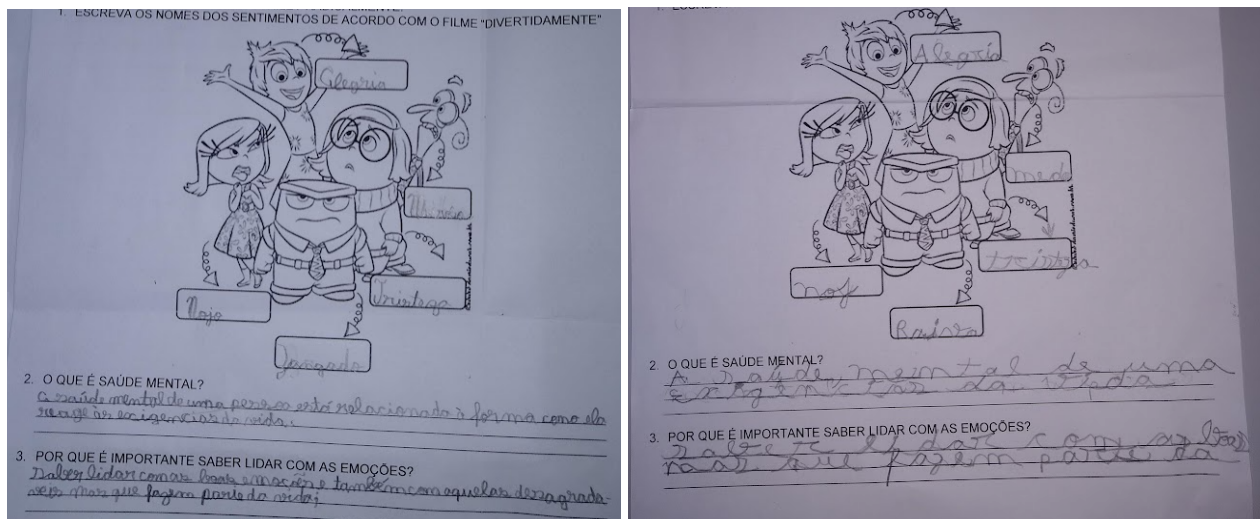 1. ESCREVA OS NOMES DOS SENTIMENTOS DE ACORDO COM O FILME "DIVERTIDAMENTE"
Alegria
Tristeza
Nojo
2. O QUE É SAÚDE MENTAL?
A saúde mental de uma pessoa está relacionada à forma como ela
reage às exigências da vida.
3. POR QUE É IMPORTANTE SABER LIDAR COM AS EMOÇÕES?
Saber lidar com as boas emoções e também com aquelas desagrada-
veis mas que fazem parte da vida;
Alegria
medo
noj
Raiva
2. O QUE É SAÚDE MENTAL?
A saúde mental de uma
da vida
3. POR QUE É IMPORTANTE SABER LIDAR COM AS EMOÇÕES?
com
que fazem parte da